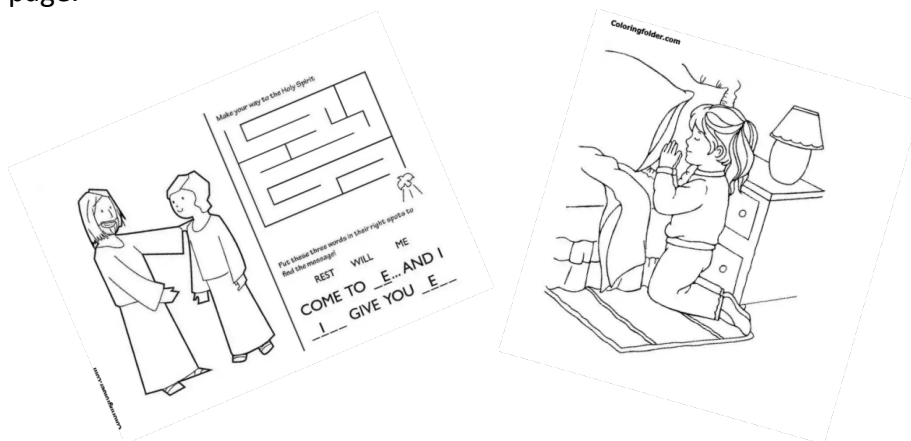 page.
Coloringfolder.com
Make your way to the Holy Spirit
Put these three words in their right spots to
find the message!
REST WILL ME
COME TO _E... AND I
_I__ GIVE YOU _E__